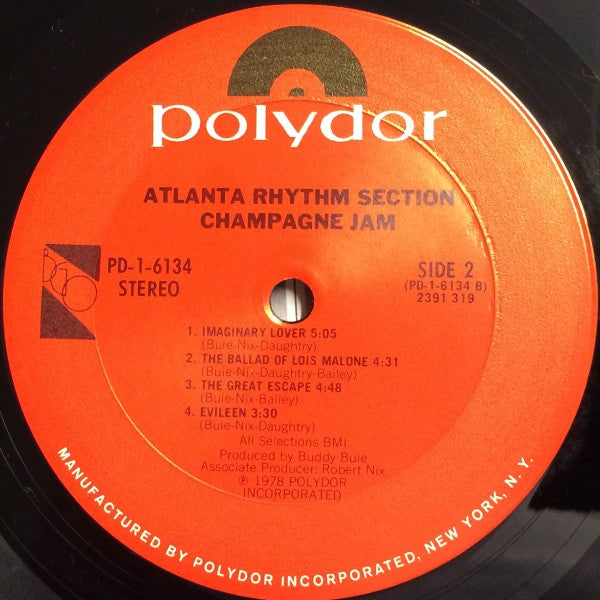 polydor
ATLANTA RHYTHM SECTION
CHAMPAGNE JAM
BGO
PD-1-6134
STEREO
SIDE 2
(PD-1-6134 B)
2391 319
1. IMAGINARY LOVER 5:05
(Buie-Nix-Daughtry)
2. THE BALLAD OF LOIS MALONE 4:31
(Buie-Nix-Daughtry-Bailey)
3. THE GREAT ESCAPE 4:48
(Buie-Nix-Bailey)
4. EVILEEN 3:30
(Buie-Nix-Daughtry)
All Selections BMI
Produced by Buddy Buie
Associate Producer: Robert Nix
℗ 1978 POLYDOR
INCORPORATED
MANUFACTURED BY POLYDOR INCORPORATED, NEW YORK, N. Y.